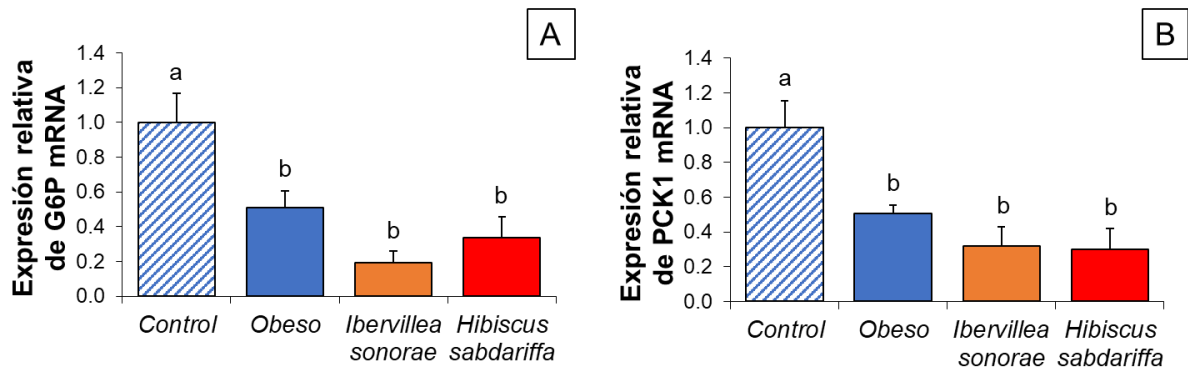 A
Expresión relativa
de G6P mRNA
1.4
1.2
1.0
0.8
0.6
0.4
0.2
0.0
a
b
b
b
Control
Obeso
Ibervillea
sonorae
Hibiscus
sabdariffa
B
Expresión relativa
de PCK1 mRNA
1.4
1.2
1.0
0.8
0.6
0.4
0.2
0.0
a
b
b
b
Control
Obeso
Ibervillea
sonorae
Hibiscus
sabdariffa